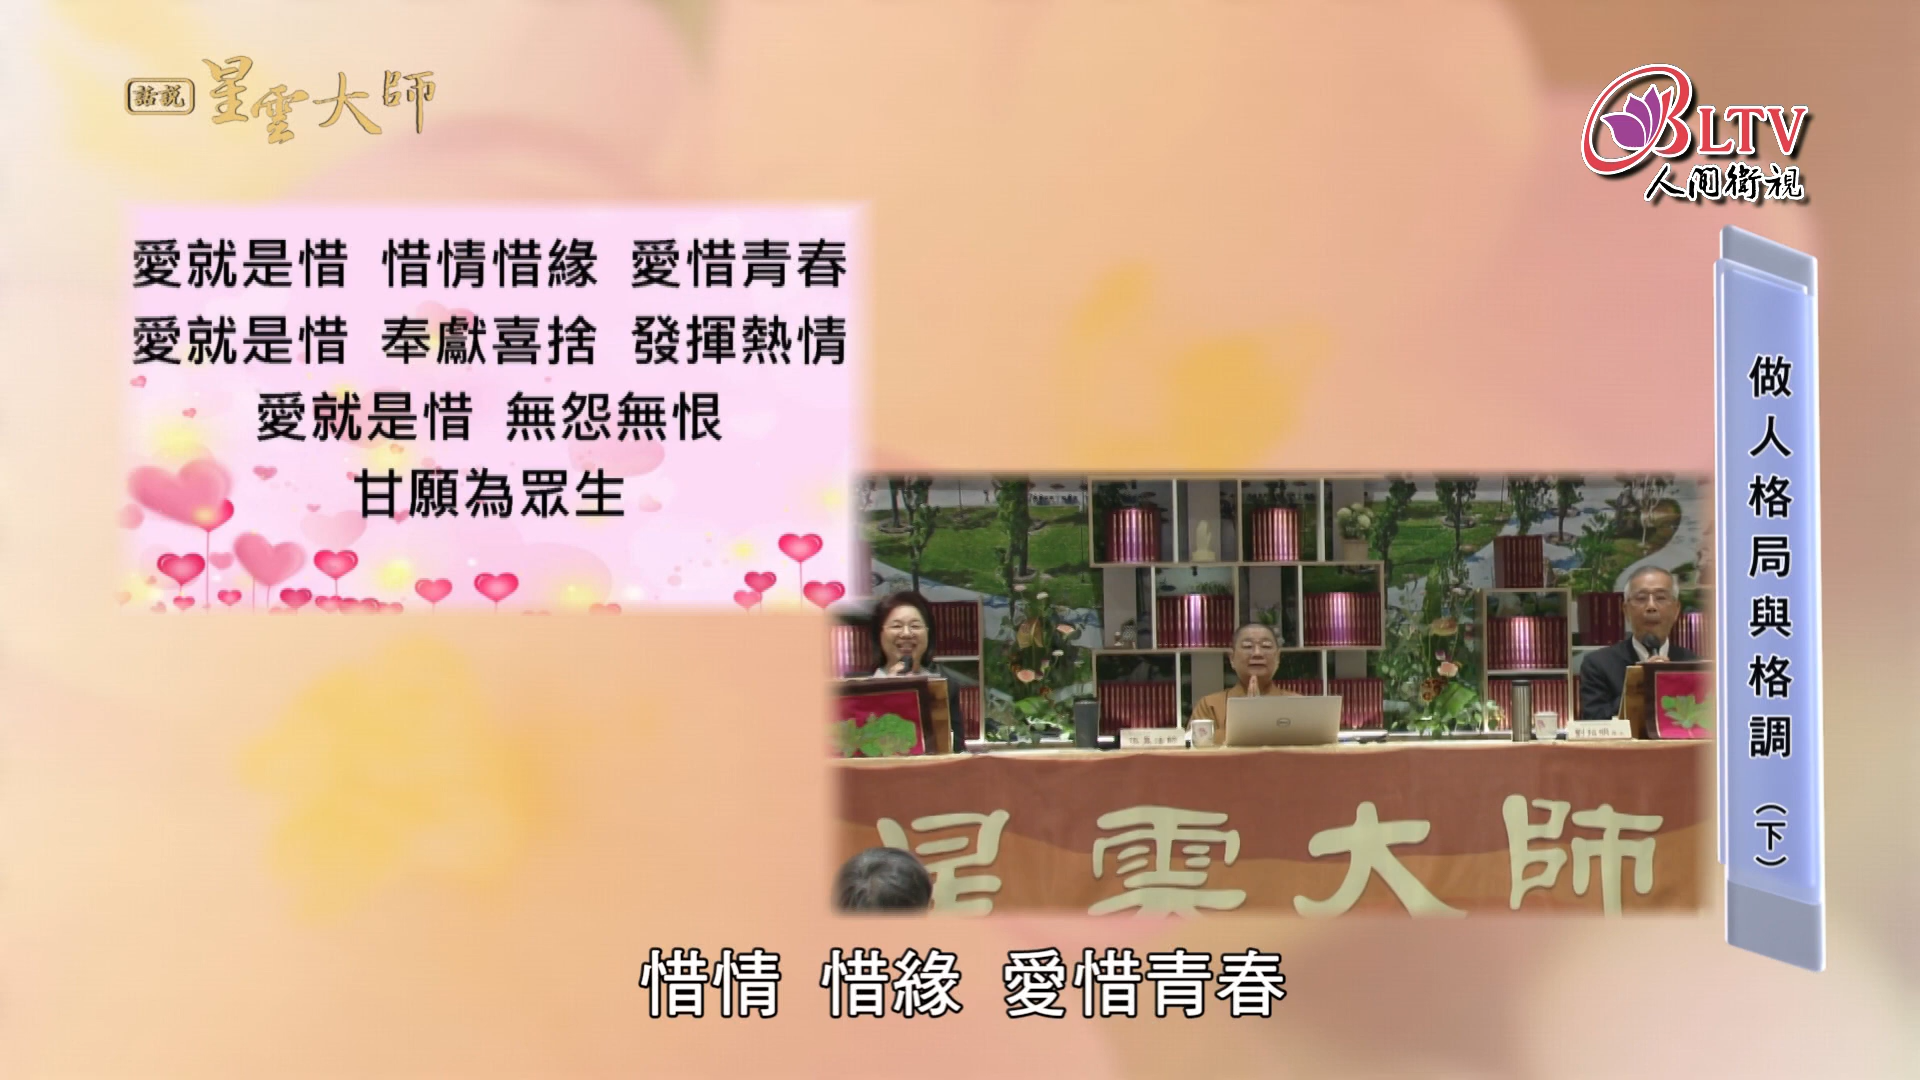 話說 星雲大師
BLTV
人間衛視
愛就是惜 惜情惜緣 愛惜青春
愛就是惜 奉獻喜捨 發揮熱情
愛就是惜 無怨無恨
甘願為眾生
做人格局與格調（下）
星雲大師
惜情 惜緣 愛惜青春